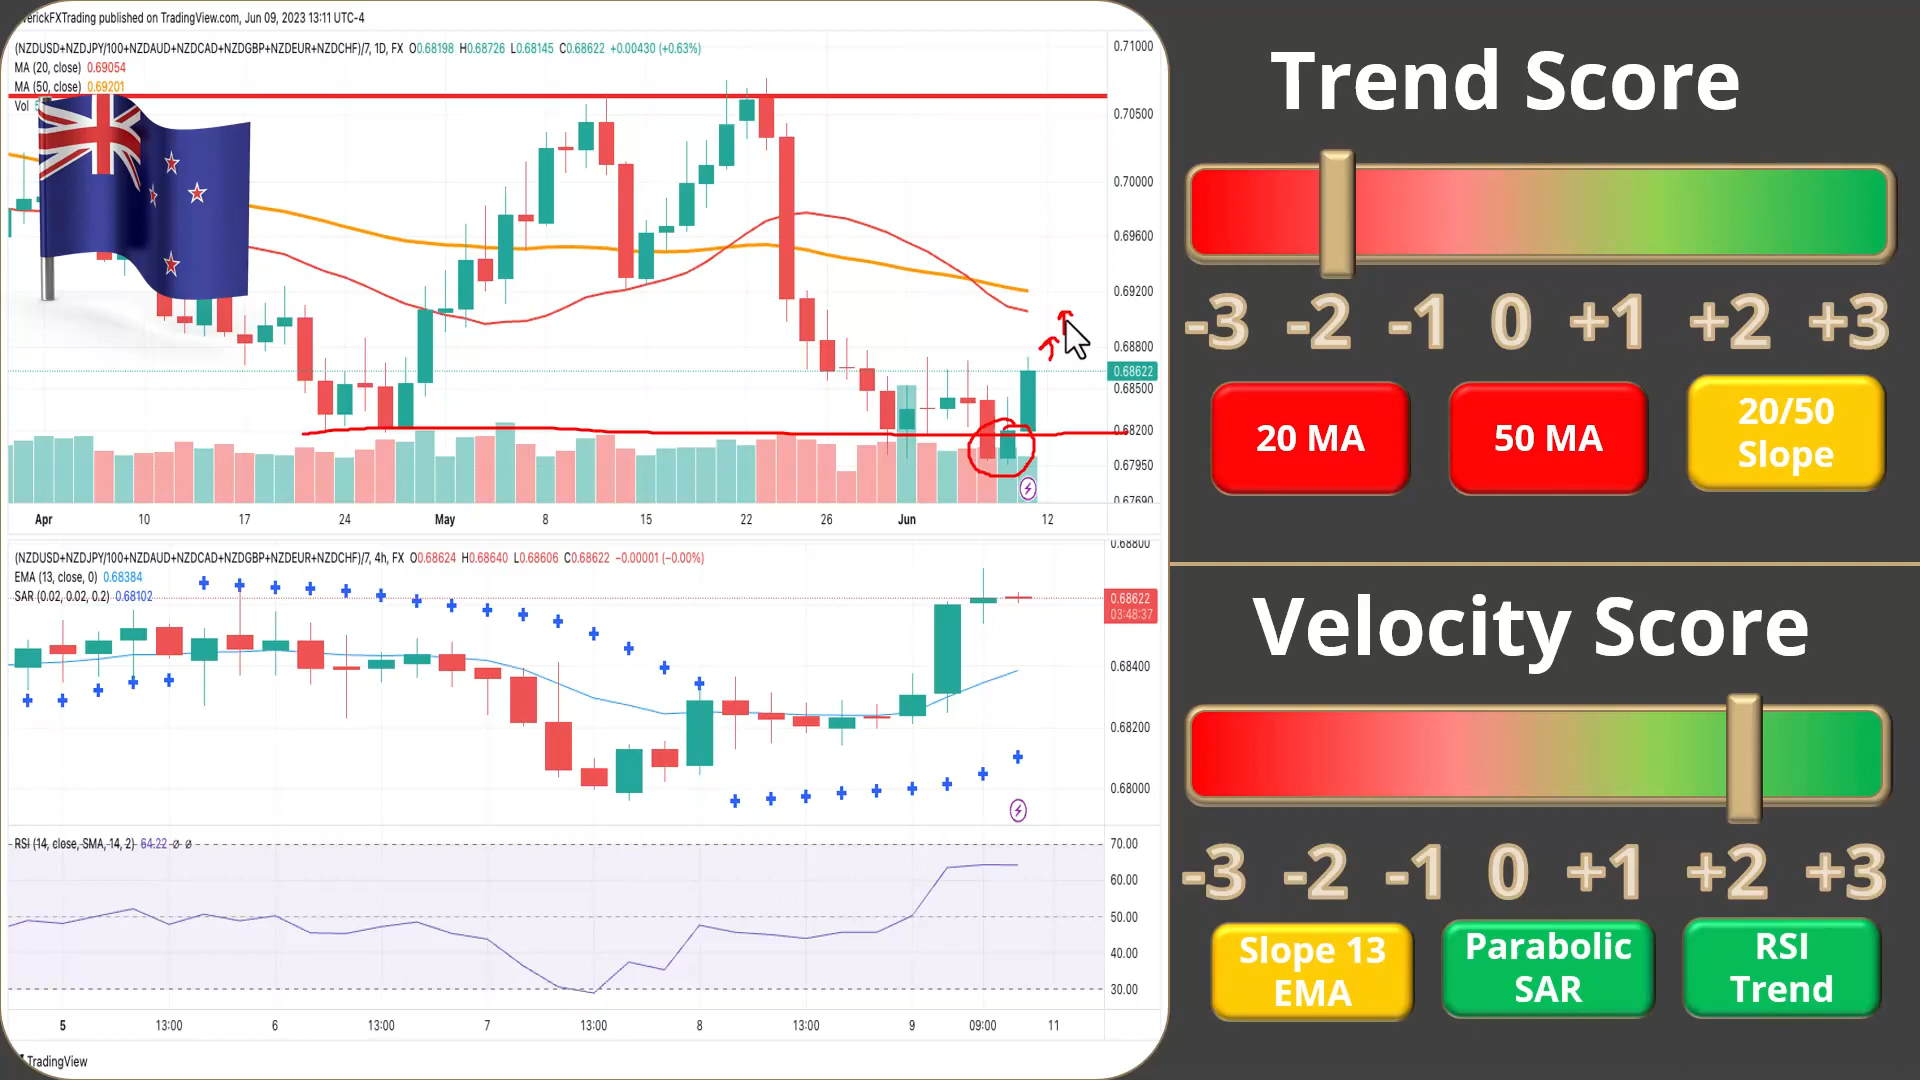 verickFXTrading published on TradingView.com, Jun 09, 2023 13:11 UTC-4
(NZDUSD+NZDJPY/100+NZDAUD+NZDCAD+NZDGBP+NZDEUR+NZDCHF)/7, 1D, FX O0.68198 H0.68726 L0.68145 C0.68622 +0.00430 (+0.63%)
MA (20, close) 0.69054
MA (50, close) 0.69201
Vol
0.71000
0.70500
0.70000
0.69600
0.69200
0.68800
0.68622
0.68500
0.68200
0.67950
0.67690
Apr 10 17 24 May 8 15 22 26 Jun 12
(NZDUSD+NZDJPY/100+NZDAUD+NZDCAD+NZDGBP+NZDEUR+NZDCHF)/7, 4h, FX O0.68624 H0.68640 L0.68606 C0.68622 −0.00001 (−0.00%)
EMA (13, close, 0) 0.68384
SAR (0.02, 0.02, 0.2) 0.68102
0.68800
0.68622
03:48:37
0.68400
0.68200
0.68000
RSI (14, close, SMA, 14, 2) 64.22 ø ø
70.00
60.00
50.00
40.00
30.00
5 13:00 6 13:00 7 13:00 8 13:00 9 09:00 11
TradingView
Trend Score
-3 -2 -1 0 +1 +2 +3
20 MA
50 MA
20/50
Slope
Velocity Score
-3 -2 -1 0 +1 +2 +3
Slope 13
EMA
Parabolic
SAR
RSI
Trend